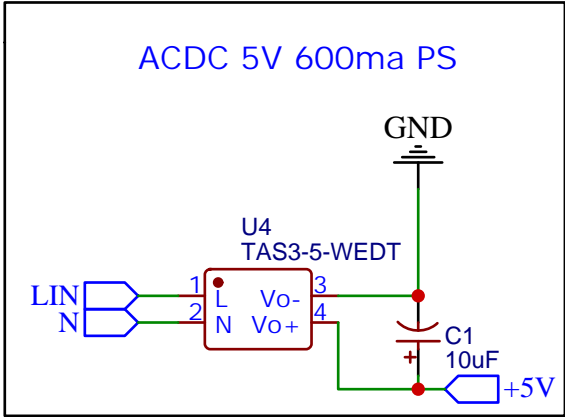 ACDC 5V 600ma PS
GND
U4
TAS3-5-WEDT
LIN 1 L Vo- 3
N 2 N Vo+ 4
C1
+ 10uF
+5V